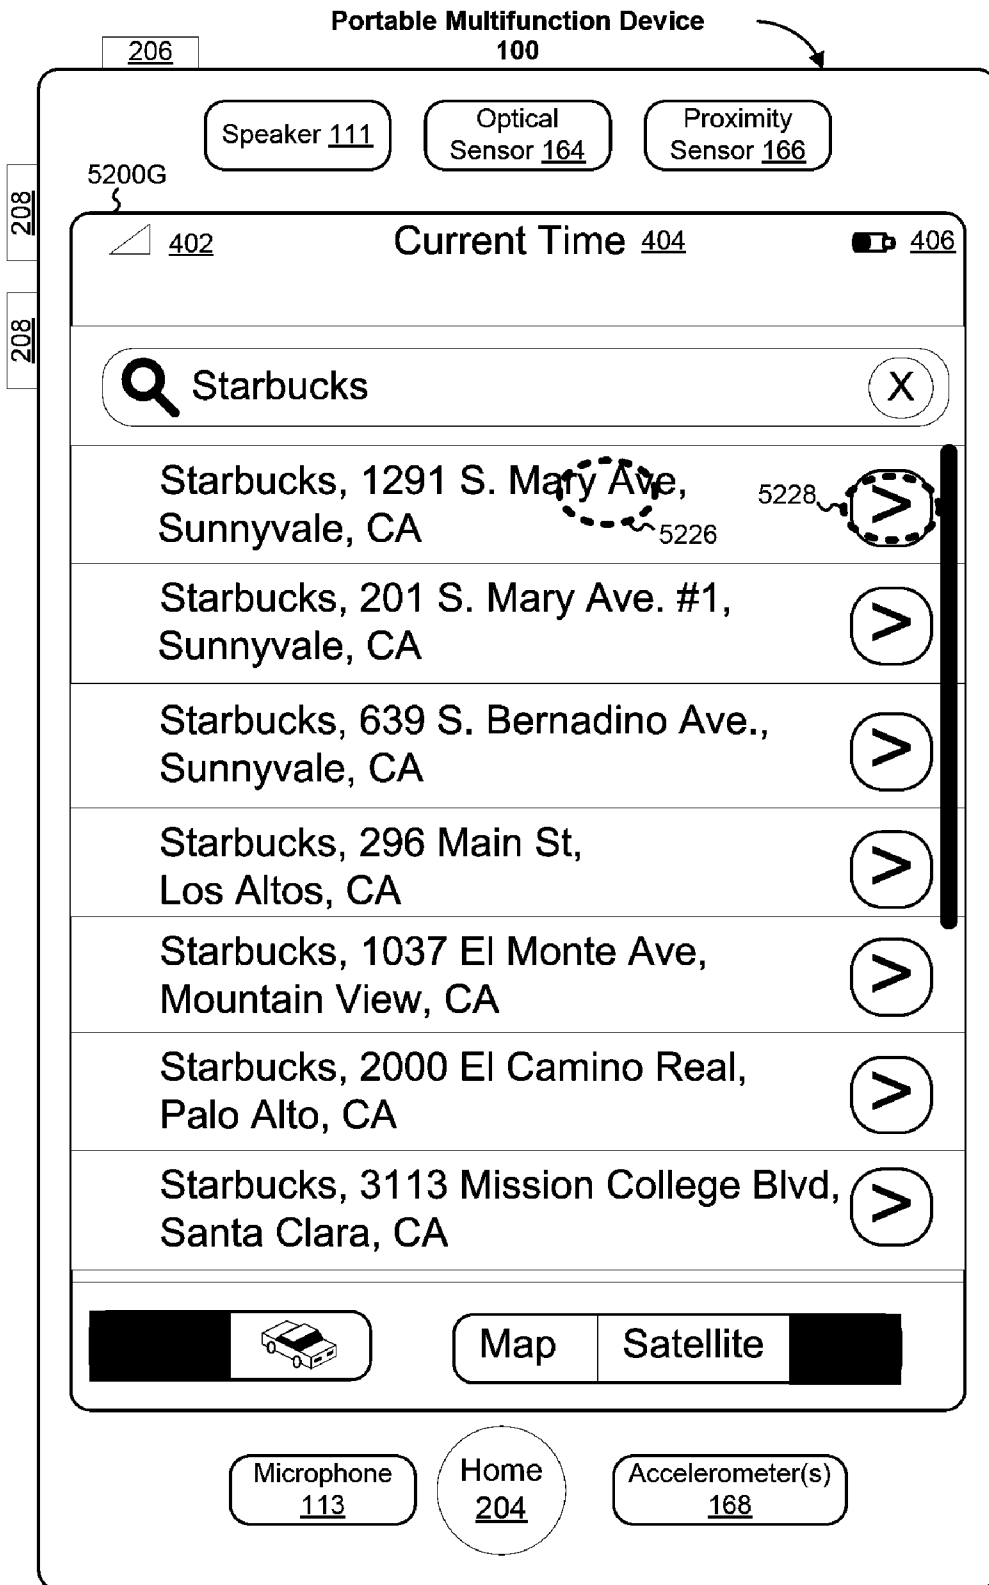 Portable Multifunction Device
100
206
Speaker 111
Optical
Sensor 164
Proximity
Sensor 166
5200G
208
208
402
Current Time 404
406
Starbucks
X
Starbucks, 1291 S. Mary Ave,
Sunnyvale, CA
5226
5228
>
Starbucks, 201 S. Mary Ave. #1,
Sunnyvale, CA
>
Starbucks, 639 S. Bernadino Ave.,
Sunnyvale, CA
>
Starbucks, 296 Main St,
Los Altos, CA
>
Starbucks, 1037 El Monte Ave,
Mountain View, CA
>
Starbucks, 2000 El Camino Real,
Palo Alto, CA
>
Starbucks, 3113 Mission College Blvd,
Santa Clara, CA
>
Map
Satellite
Microphone
113
Home
204
Accelerometer(s)
168